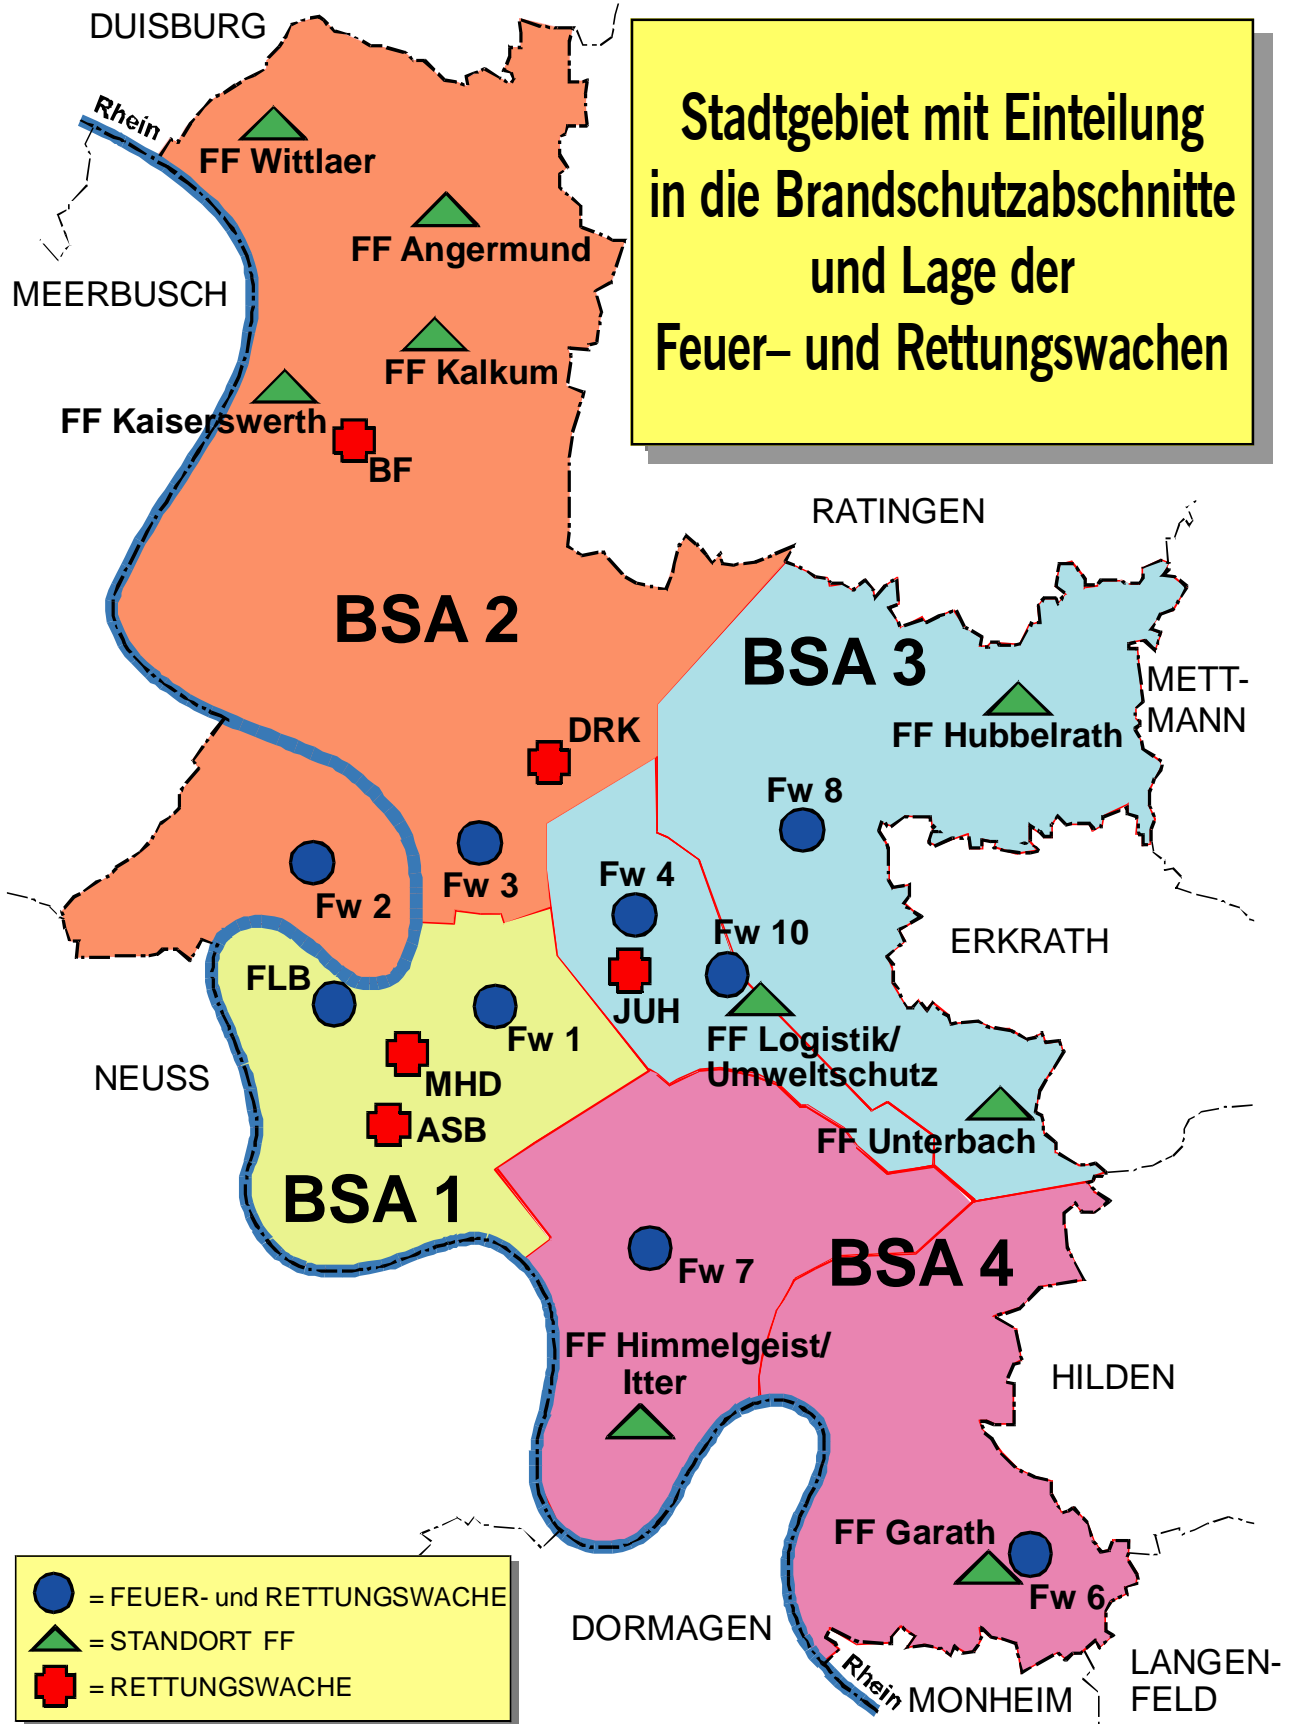 DUISBURG
Stadtgebiet mit Einteilung
in die Brandschutzabschnitte
und Lage der
Feuer– und Rettungswachen
Rhein
FF Wittlaer
FF Angermund
MEERBUSCH
FF Kalkum
FF Kaiserswerth
BF
RATINGEN
BSA 2
BSA 3
METT-
MANN
FF Hubbelrath
DRK
Fw 8
Fw 4
Fw 3
Fw 2
Fw 10
ERKRATH
FLB
JUH
Fw 1
FF Logistik/
Umweltschutz
NEUSS
MHD
ASB
FF Unterbach
BSA 1
BSA 4
Fw 7
FF Himmelgeist/
Itter
HILDEN
FF Garath
Fw 6
= FEUER- und RETTUNGSWACHE
= STANDORT FF
= RETTUNGSWACHE
DORMAGEN
Rhein
MONHEIM
LANGEN-
FELD